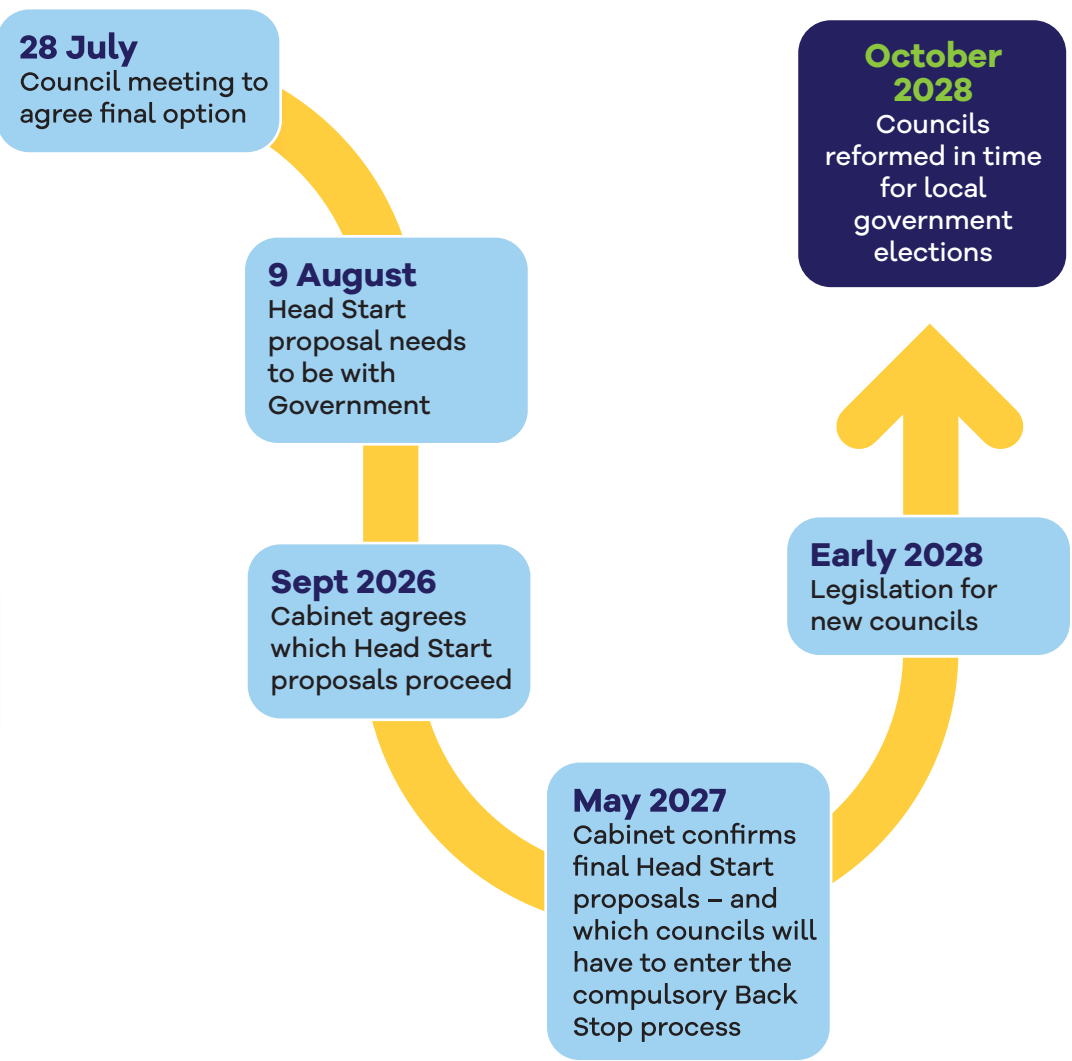 28 July
Council meeting to
agree final option
9 August
Head Start
proposal needs
to be with
Government
Sept 2026
Cabinet agrees
which Head Start
proposals proceed
May 2027
Cabinet confirms
final Head Start
proposals – and
which councils will
have to enter the
compulsory Back
Stop process
Early 2028
Legislation for
new councils
October
2028
Councils
reformed in time
for local
government
elections